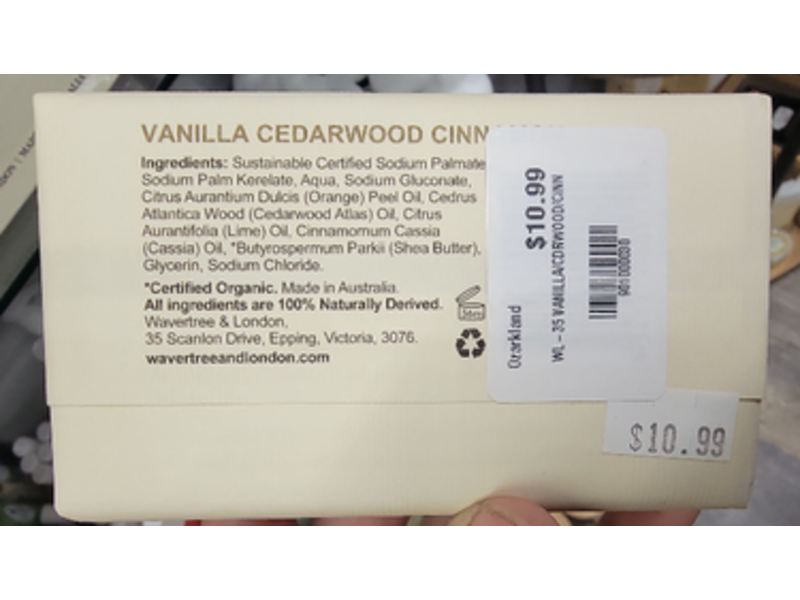 VANILLA CEDARWOOD
Ingredients: Sustainable Certified Sodium Palmate
Sodium Palm Kerelate, Aqua, Sodium Gluconate,
Citrus Aurantium Dulcis (Orange) Peel Oil, Cedrus
Atlantica Wood (Cedarwood Atlas) Oil, Citrus
Aurantifolia (Lime) Oil, Cinnamomum Cassia
(Cassia) Oil, *Butyrospermum Parkii (Shea Butter),
Glycerin, Sodium Chloride.
*Certified Organic. Made in Australia.
All ingredients are 100% Naturally Derived.
Wavertree & London,
35 Scanlon Drive, Epping, Victoria, 3076.
wavertreeandlondon.com
Ozarkland
$10.99
WL - 35 VANILLA/CDRWOOD/CINN
$10.99